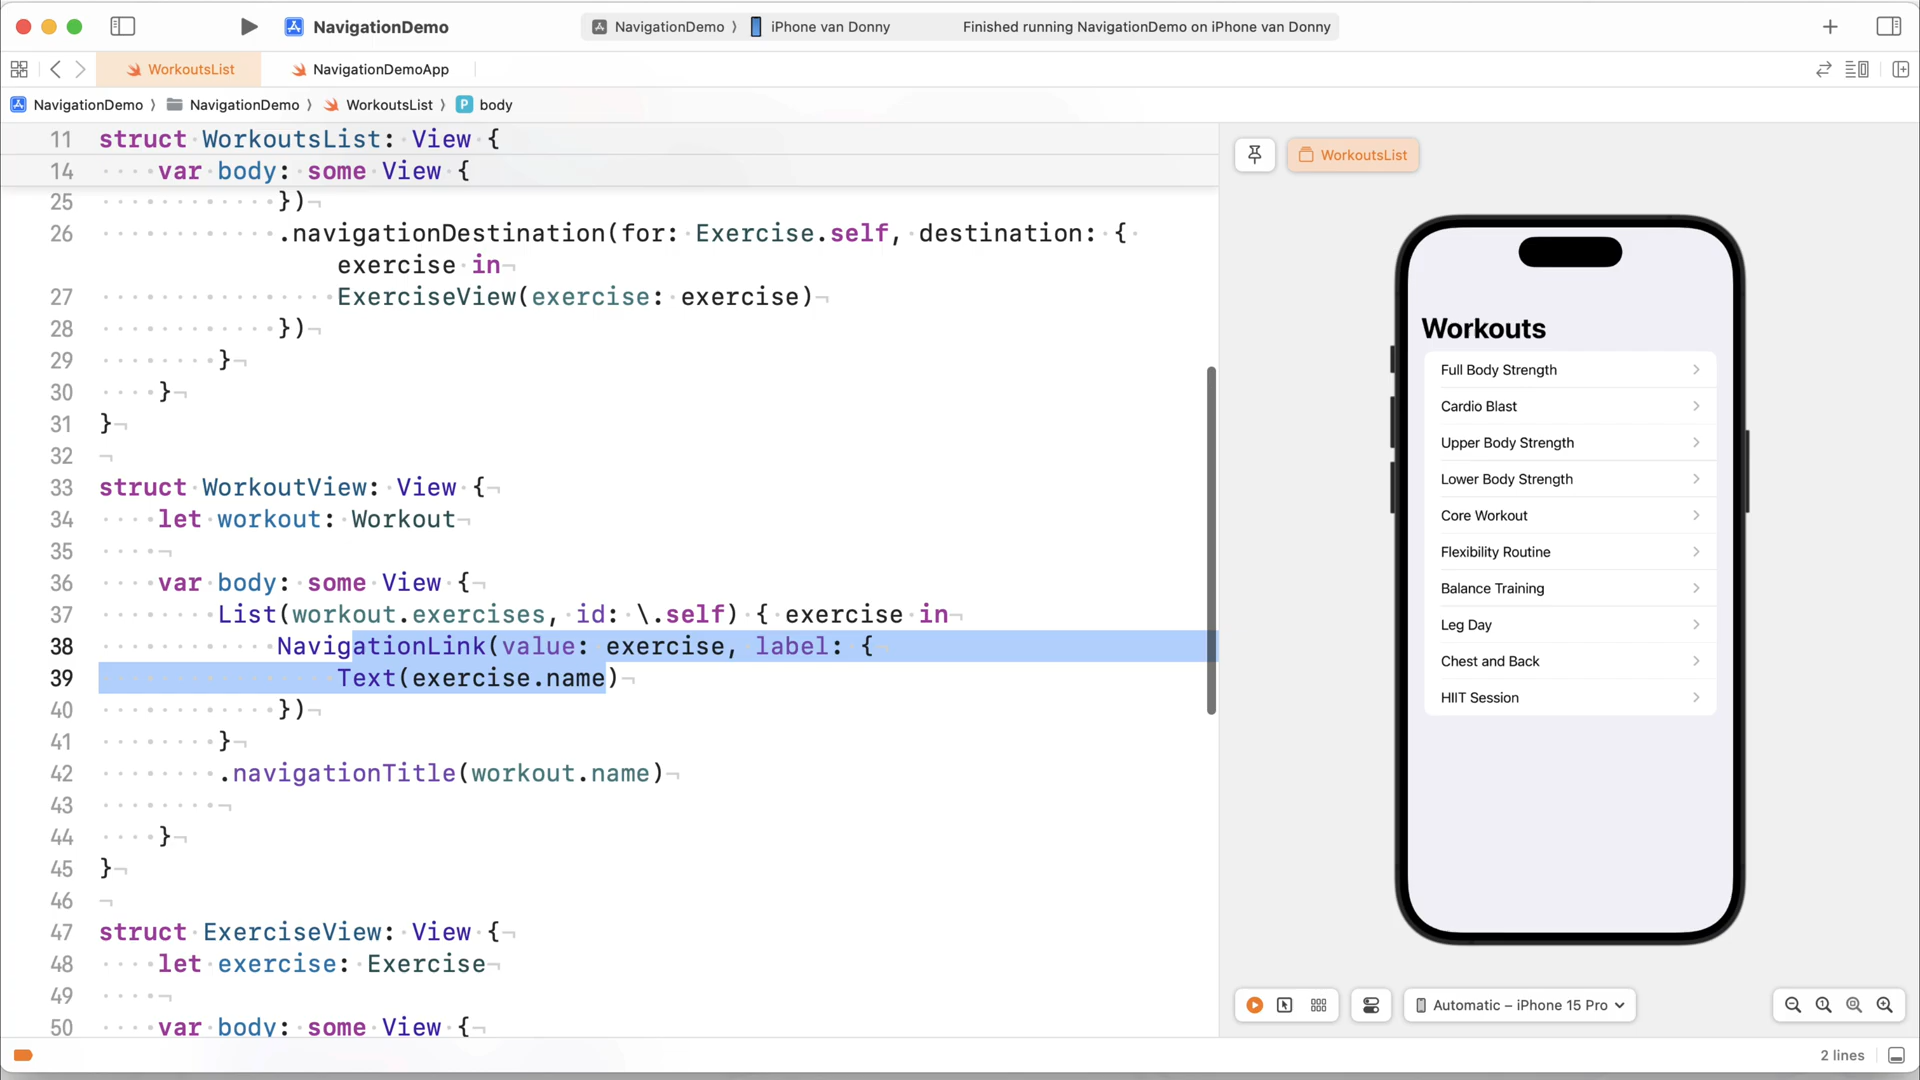 NavigationDemo
NavigationDemo ⟩ iPhone van Donny
Finished running NavigationDemo on iPhone van Donny
WorkoutsList
NavigationDemoApp
NavigationDemo ⟩ NavigationDemo ⟩ WorkoutsList ⟩ P body
11 struct WorkoutsList: View {
14 var body: some View {
25 })
26 .navigationDestination(for: Exercise.self, destination: {
exercise in
27 ExerciseView(exercise: exercise)
28 })
29 }
30 }
31 }
32
33 struct WorkoutView: View {
34 let workout: Workout
35
36 var body: some View {
37 List(workout.exercises, id: \.self) { exercise in
38 NavigationLink(value: exercise, label: {
39 Text(exercise.name)
40 })
41 }
42 .navigationTitle(workout.name)
43
44 }
45 }
46
47 struct ExerciseView: View {
48 let exercise: Exercise
49
50 var body: some View {
WorkoutsList
Workouts
Full Body Strength
Cardio Blast
Upper Body Strength
Lower Body Strength
Core Workout
Flexibility Routine
Balance Training
Leg Day
Chest and Back
HIIT Session
Automatic – iPhone 15 Pro
2 lines